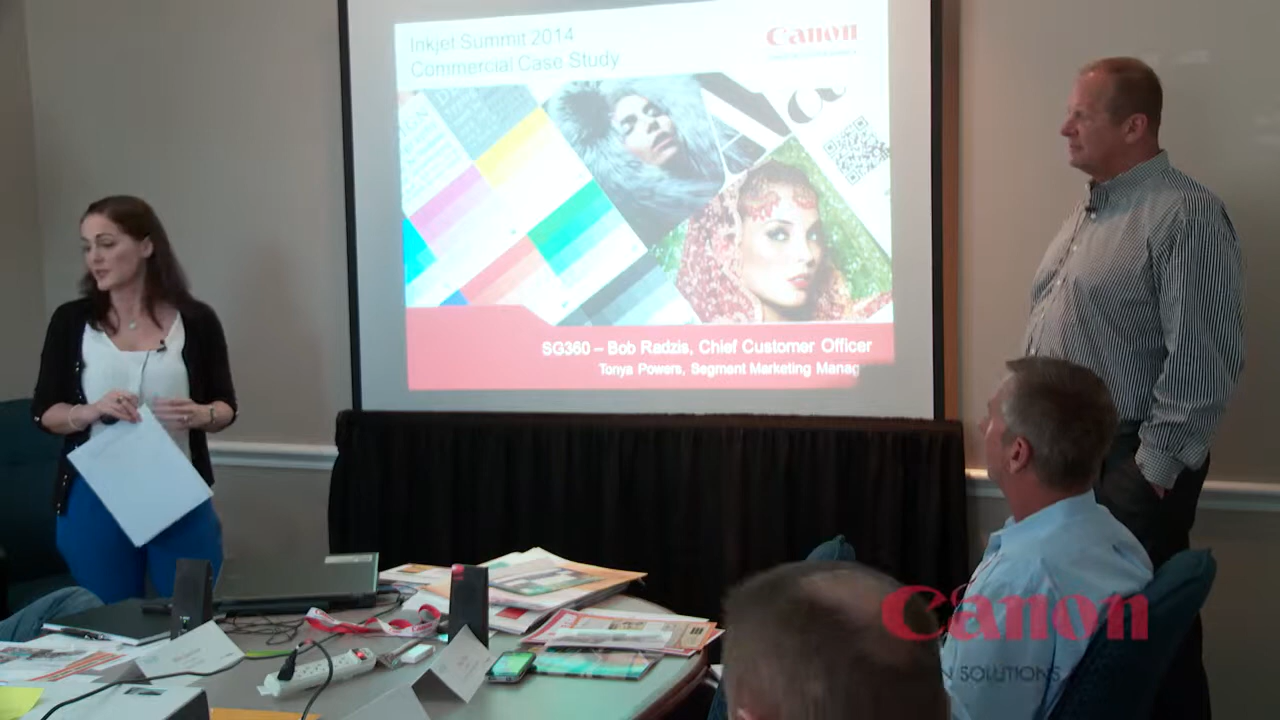 Inkjet Summit 2014
Commercial Case Study
Canon
SG360 – Bob Radzis, Chief Customer Officer
Tonya Powers, Segment Marketing Manag
Canon
N SOLUTIONS